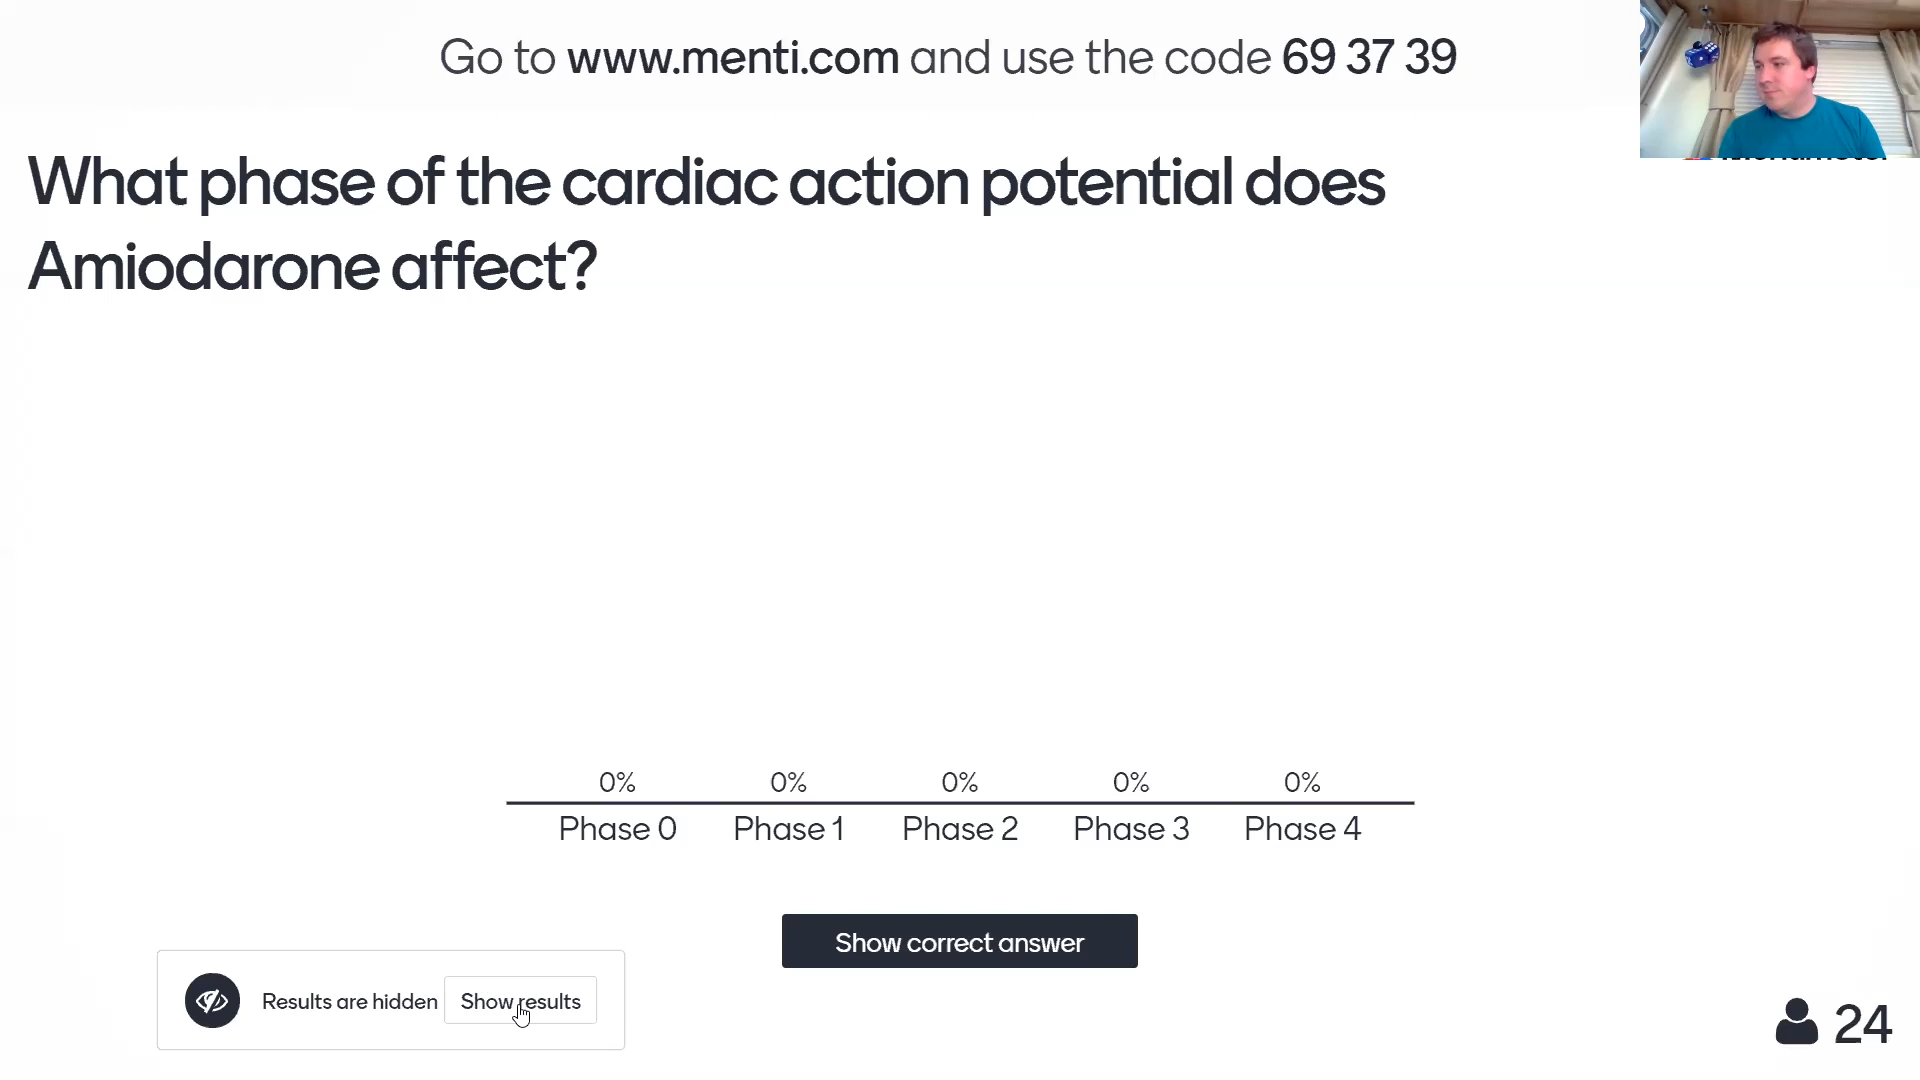 Go to www.menti.com and use the code 69 37 39
What phase of the cardiac action potential does
Amiodarone affect?
0% 0% 0% 0% 0%
Phase 0 Phase 1 Phase 2 Phase 3 Phase 4
Show correct answer
Results are hidden Show results
24